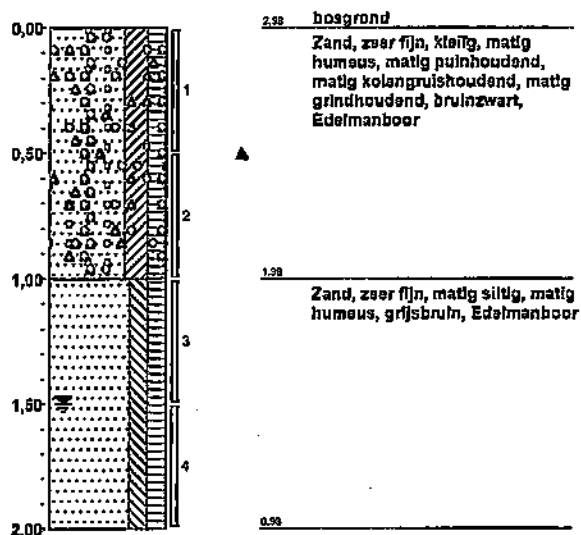 0,00
2.98 bosgrond
Zand, zeer fijn, kleiïg, matig
humeus, matig puinhoudend,
matig kolengruishoudend, matig
grindhoudend, bruinzwart,
Edelmanboor
1
0,50
2
1,00
1.98
Zand, zeer fijn, matig siltig, matig
humeus, grijsbruin, Edelmanboor
3
1,50
4
2,00
0.98